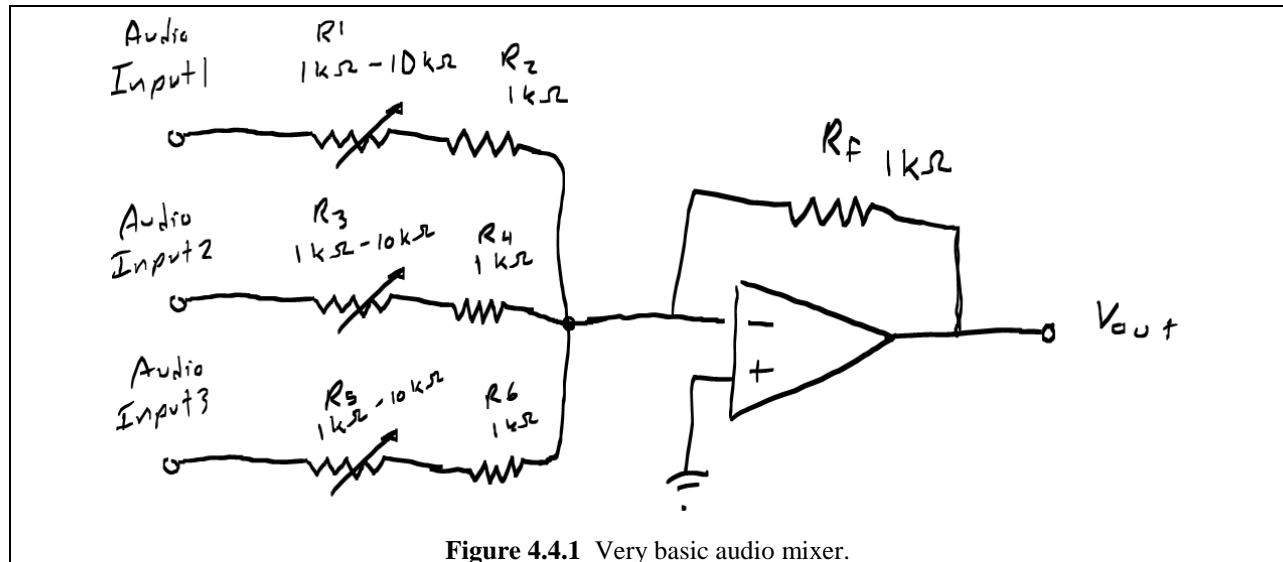 Audio
Input1
R1
1kΩ-10kΩ
R2
1kΩ
RF 1kΩ
Audio
Input2
R3
1kΩ-10kΩ
R4
1kΩ
-
+
Vout
Audio
Input3
R5
1kΩ-10kΩ
R6
1kΩ
Figure 4.4.1 Very basic audio mixer.